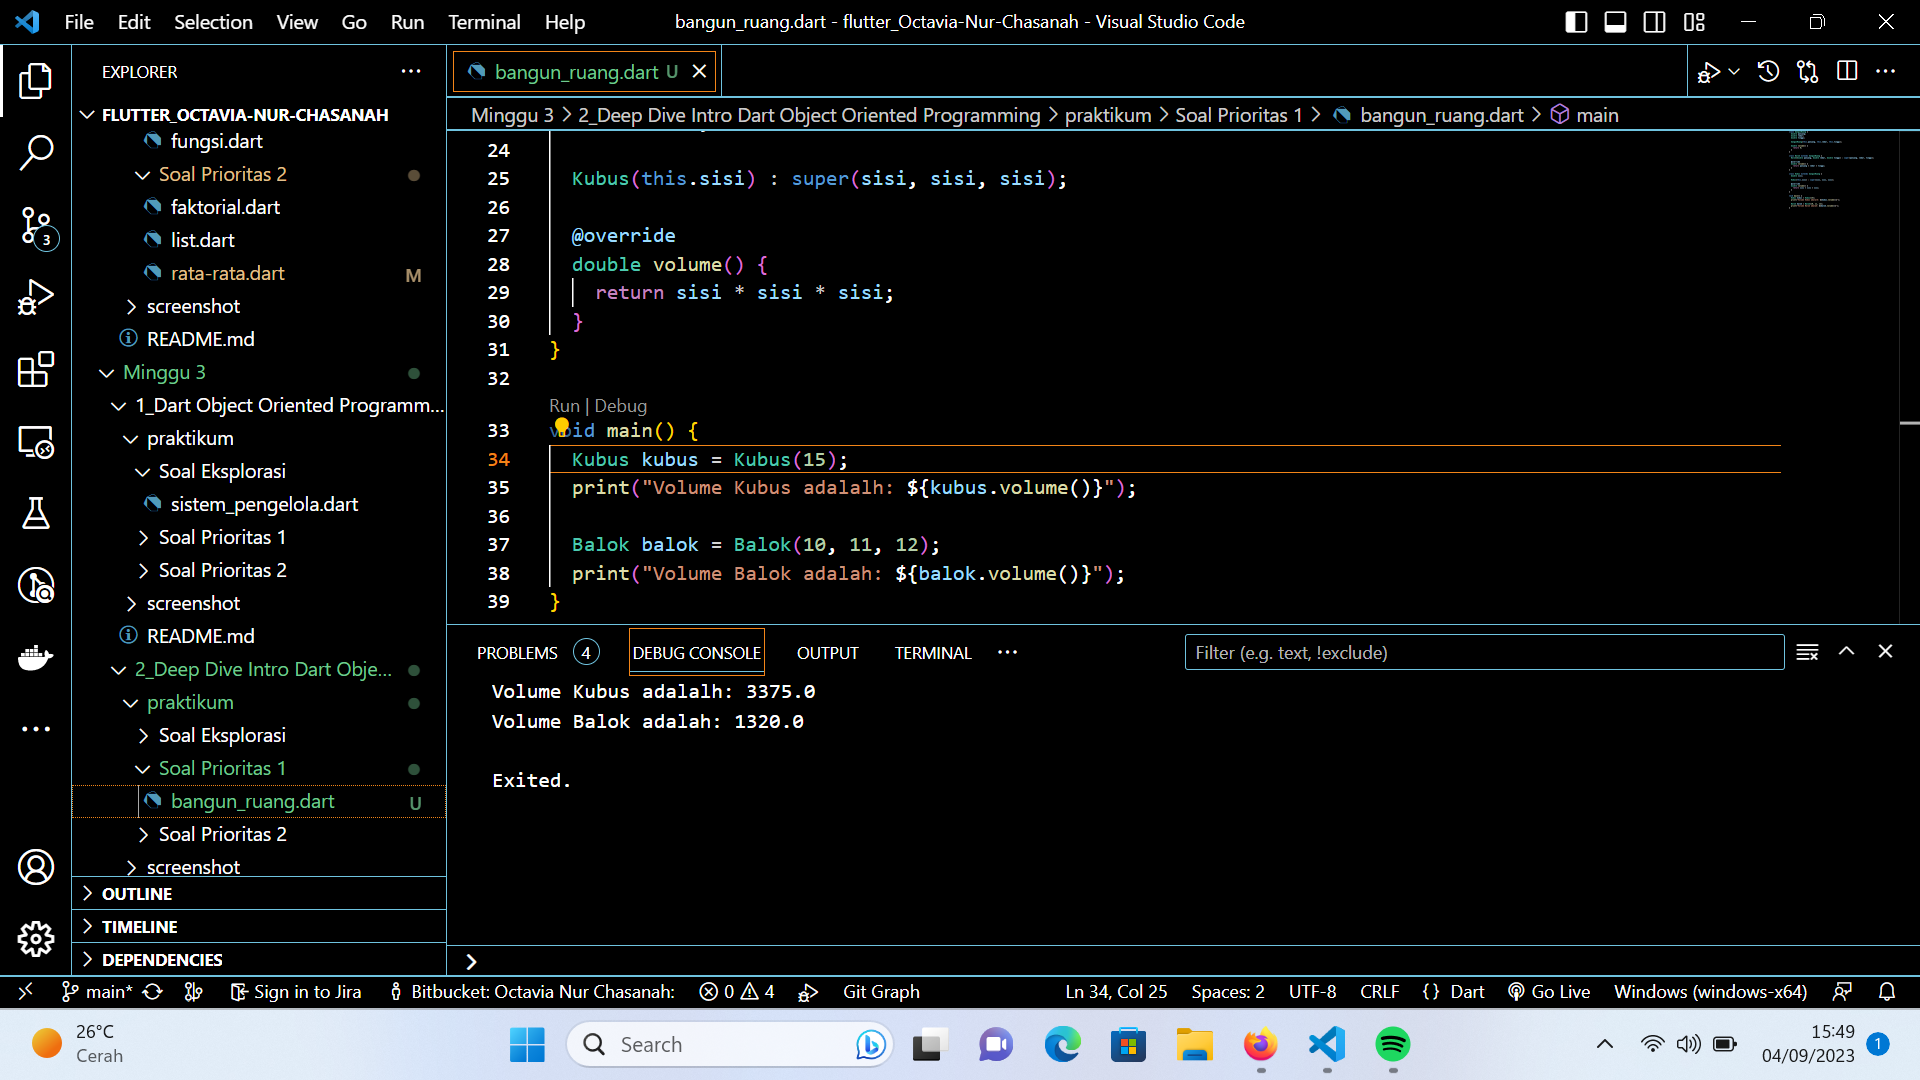 File Edit Selection View Go Run Terminal Help
bangun_ruang.dart - flutter_Octavia-Nur-Chasanah - Visual Studio Code
EXPLORER
FLUTTER_OCTAVIA-NUR-CHASANAH
fungsi.dart
Soal Prioritas 2
faktorial.dart
list.dart
rata-rata.dart M
screenshot
README.md
Minggu 3
1_Dart Object Oriented Programm...
praktikum
Soal Eksplorasi
sistem_pengelola.dart
Soal Prioritas 1
Soal Prioritas 2
screenshot
README.md
2_Deep Dive Intro Dart Obje...
praktikum
Soal Eksplorasi
Soal Prioritas 1
bangun_ruang.dart U
Soal Prioritas 2
screenshot
OUTLINE
TIMELINE
DEPENDENCIES
3
bangun_ruang.dart U
Minggu 3 > 2_Deep Dive Intro Dart Object Oriented Programming > praktikum > Soal Prioritas 1 > bangun_ruang.dart > main
24
25 Kubus(this.sisi) : super(sisi, sisi, sisi);
26
27 @override
28 double volume() {
29 return sisi * sisi * sisi;
30 }
31 }
32
Run | Debug
33 void main() {
34 Kubus kubus = Kubus(15);
35 print("Volume Kubus adalalh: ${kubus.volume()}");
36
37 Balok balok = Balok(10, 11, 12);
38 print("Volume Balok adalah: ${balok.volume()}");
39 }
PROBLEMS 4 DEBUG CONSOLE OUTPUT TERMINAL
Filter (e.g. text, !exclude)
Volume Kubus adalalh: 3375.0
Volume Balok adalah: 1320.0
Exited.
main* Sign in to Jira Bitbucket: Octavia Nur Chasanah: 0 4 Git Graph Ln 34, Col 25 Spaces: 2 UTF-8 CRLF {} Dart Go Live Windows (windows-x64)
26°C
Cerah
Search
15:49
04/09/2023
1